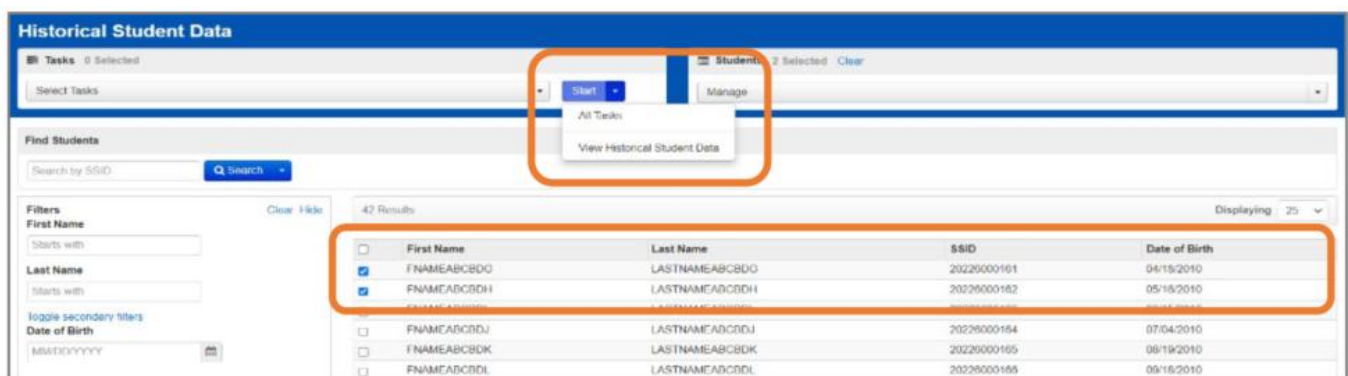 Historical Student Data
Tasks 0 Selected
Students 2 Selected Clear
Select Tasks
Start
Manage
All Tasks
View Historical Student Data
Find Students
Search by SSID
Search
Filters Clear Hide
42 Results
Displaying 25
First Name
Starts with
First Name Last Name SSID Date of Birth
Last Name
FNAMEABCBDG LASTNAMEABCBDG 20226000161 04/18/2010
Starts with
FNAMEABCBDH LASTNAMEABCBDH 20226000162 05/18/2010
Toggle secondary filters
Date of Birth
FNAMEABCBDJ LASTNAMEABCBDJ 20226000164 07/04/2010
MM/DD/YYYY
FNAMEABCBDK LASTNAMEABCBDK 20226000165 08/19/2010
FNAMEABCBDL LASTNAMEABCBDL 20226000166 09/18/2010